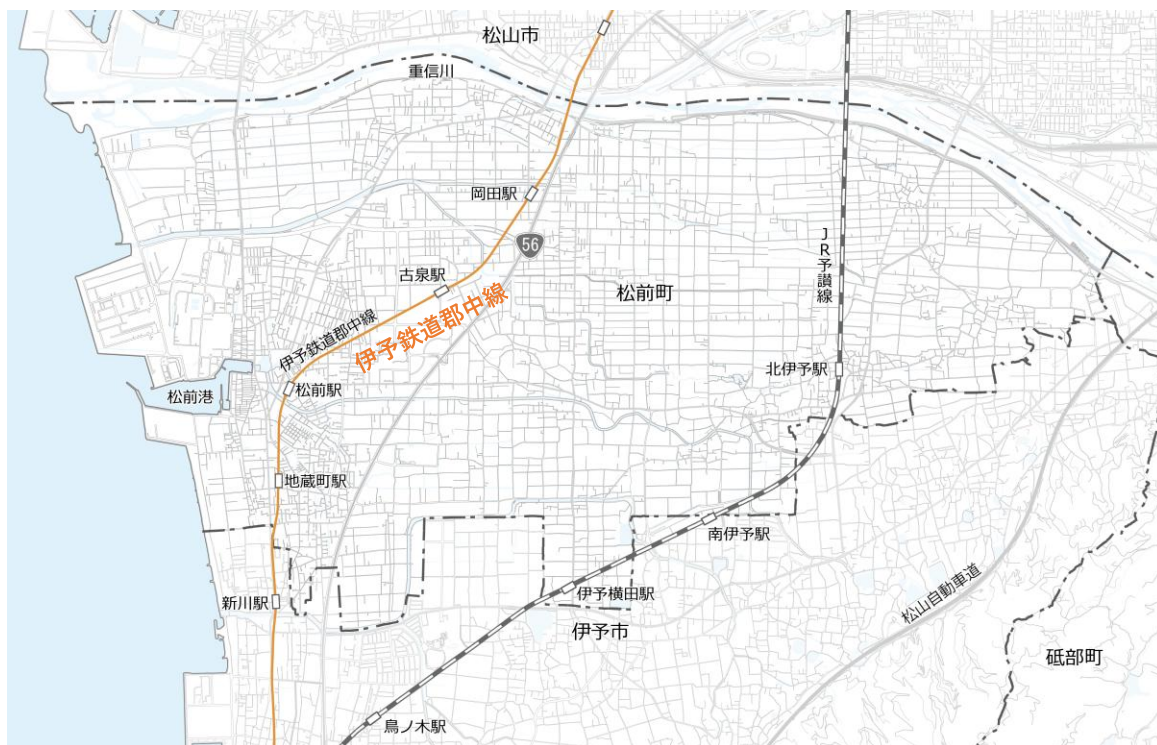 松山市
重信川
岡田駅
56
JR予讃線
古泉駅
松前町
伊予鉄道郡中線
伊予鉄道郡中線
北伊予駅
松前港
松前駅
地蔵町駅
南伊予駅
新川駅
伊予横田駅
松山自動車道
伊予市
砥部町
鳥ノ木駅